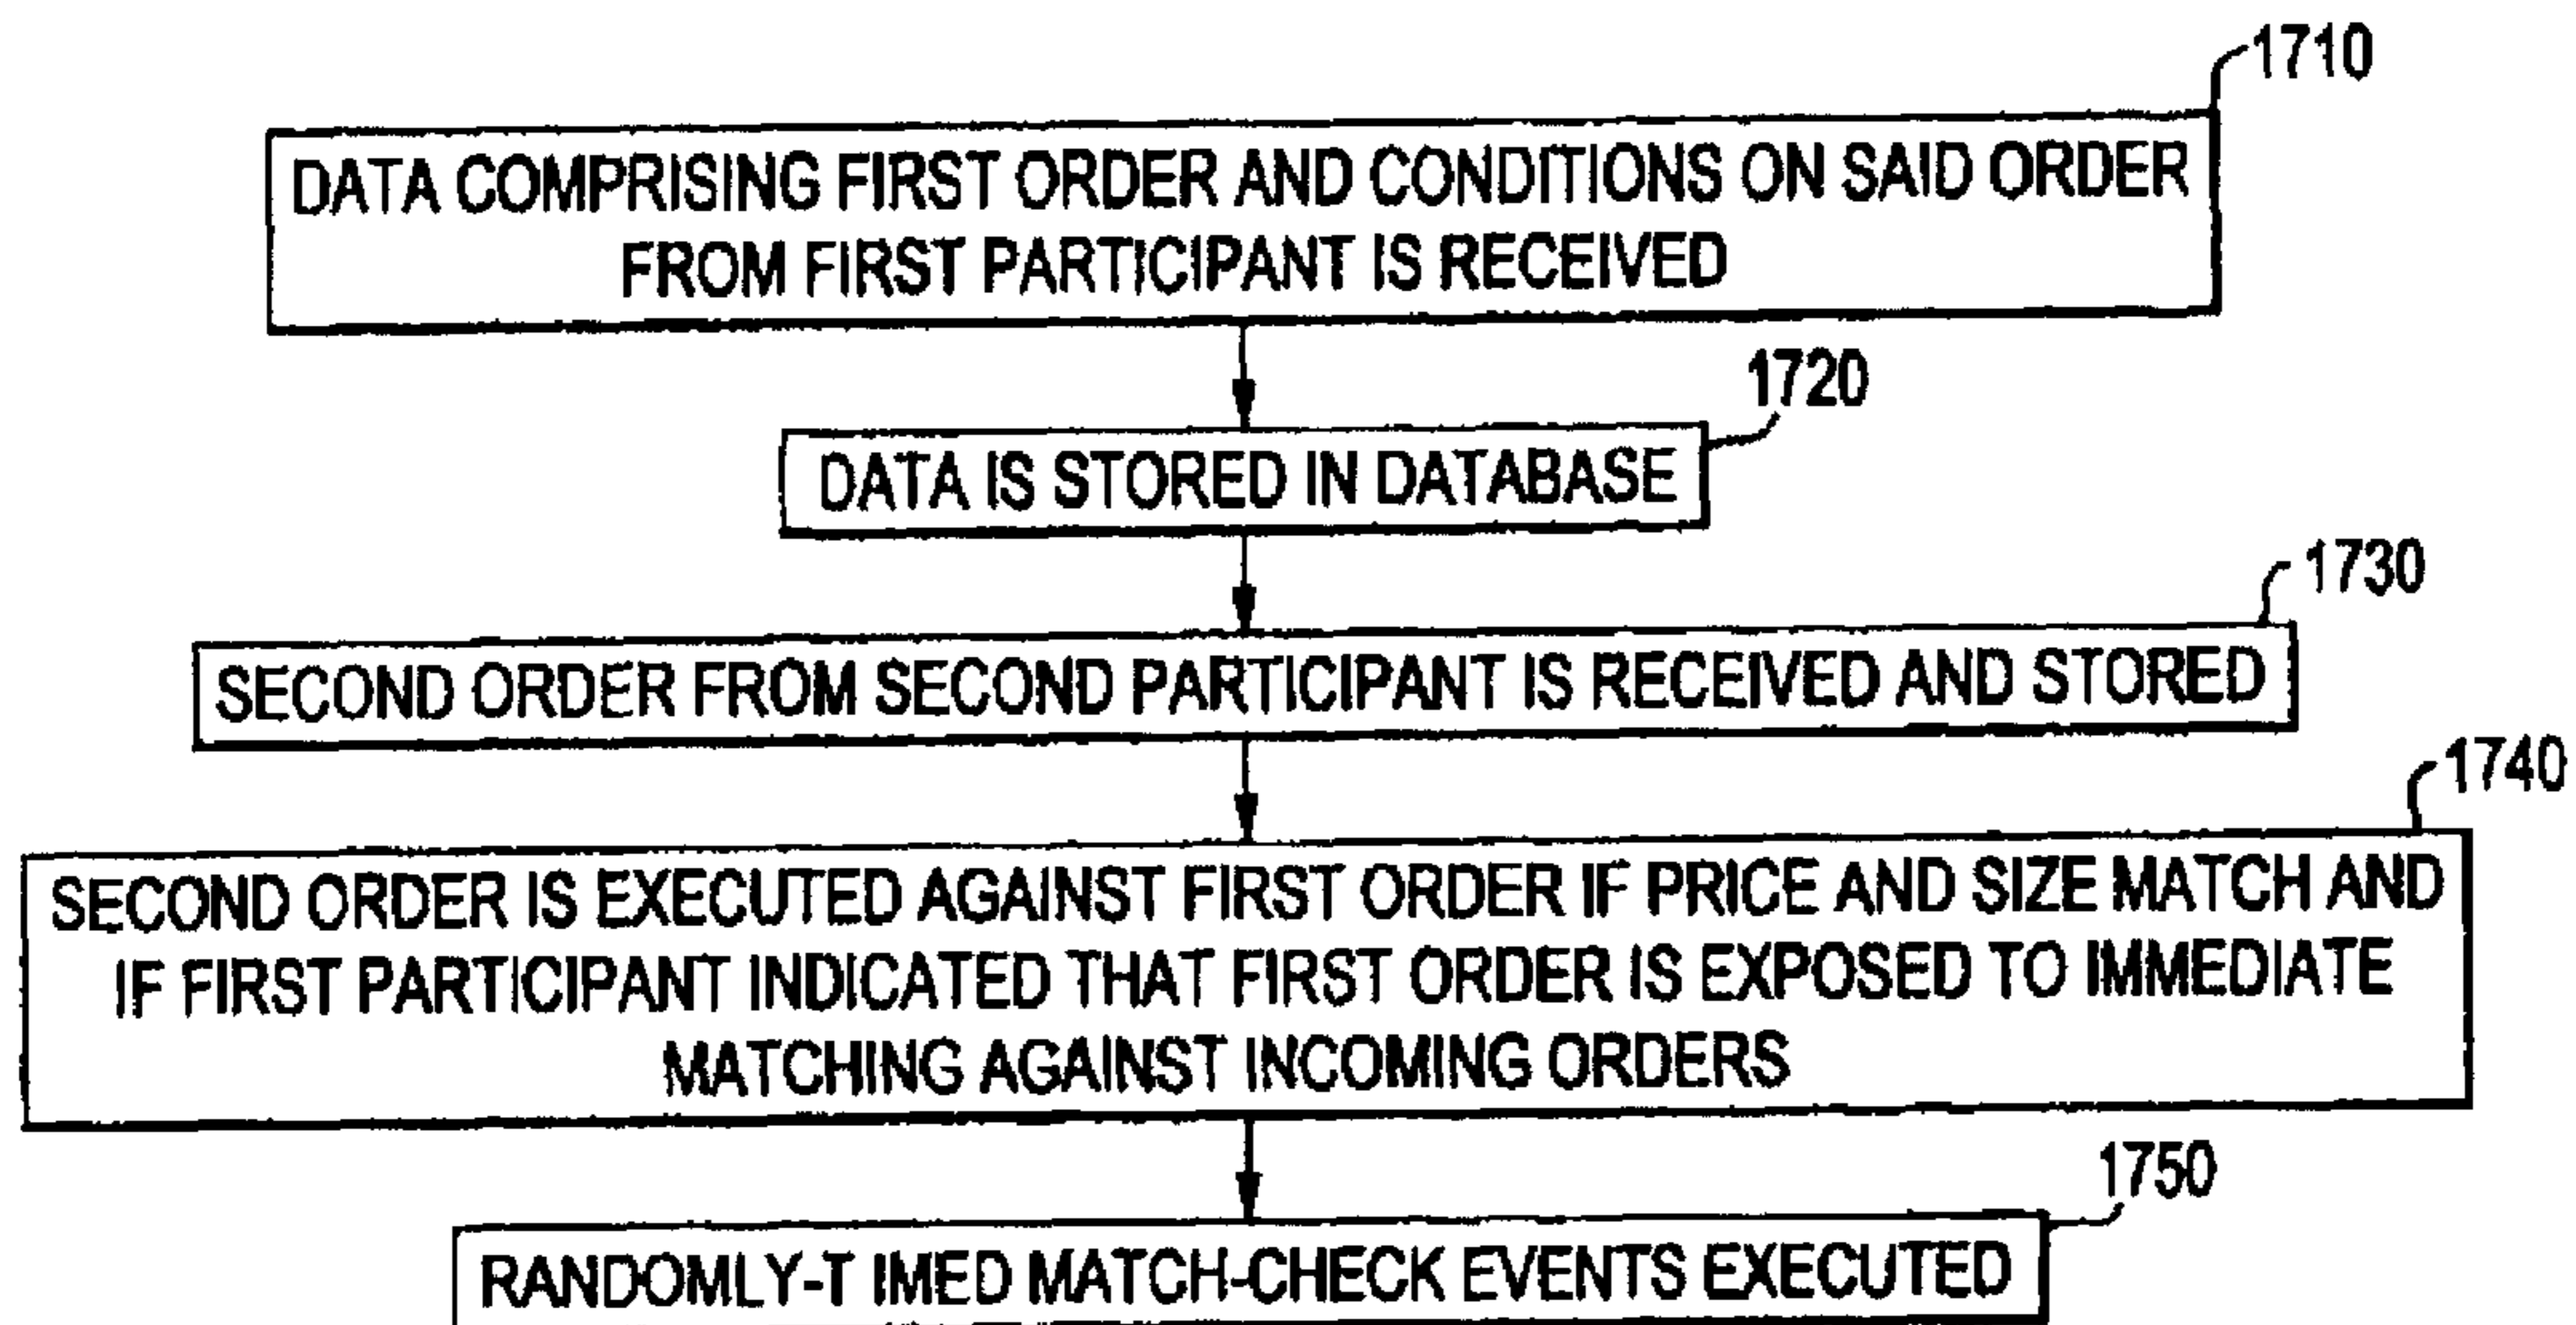 1710
DATA COMPRISING FIRST ORDER AND CONDITIONS ON SAID ORDER
FROM FIRST PARTICIPANT IS RECEIVED
1720
DATA IS STORED IN DATABASE
1730
SECOND ORDER FROM SECOND PARTICIPANT IS RECEIVED AND STORED
1740
SECOND ORDER IS EXECUTED AGAINST FIRST ORDER IF PRICE AND SIZE MATCH AND
IF FIRST PARTICIPANT INDICATED THAT FIRST ORDER IS EXPOSED TO IMMEDIATE
MATCHING AGAINST INCOMING ORDERS
1750
RANDOMLY-T IMED MATCH-CHECK EVENTS EXECUTED